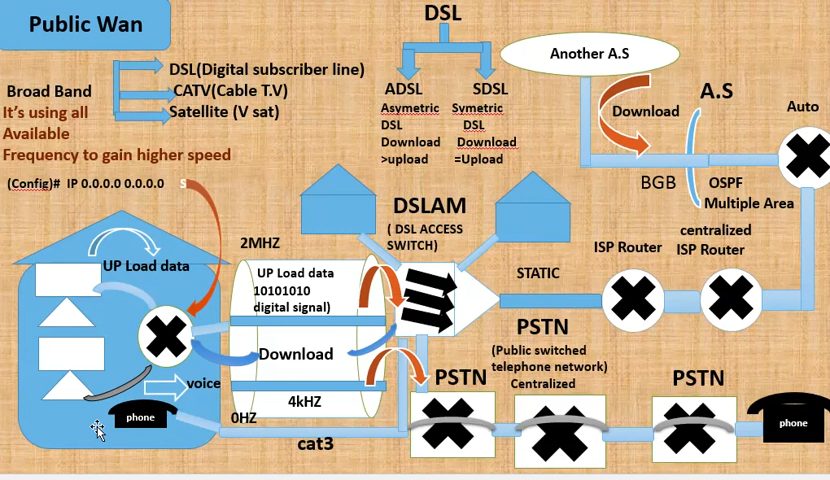 Public Wan
DSL
DSL(Digital subscriber line)
CATV(Cable T.V)
Satellite (V sat)
Broad Band
It's using all
Available
Frequency to gain higher speed
(Config)# IP 0.0.0.0 0.0.0.0 S
ADSL
Asymetric
DSL
Download
>upload
SDSL
Symetric
DSL
Download
=Upload
Another A.S
Download
A.S
Auto
BGB
OSPF
Multiple Area
DSLAM
( DSL ACCESS
SWITCH)
centralized
ISP Router
ISP Router
STATIC
2MHZ
UP Load data
UP Load data
10101010
digital signal)
Download
voice
4kHZ
0HZ
phone
cat3
PSTN
(Public switched
telephone network)
Centralized
PSTN
PSTN
phone